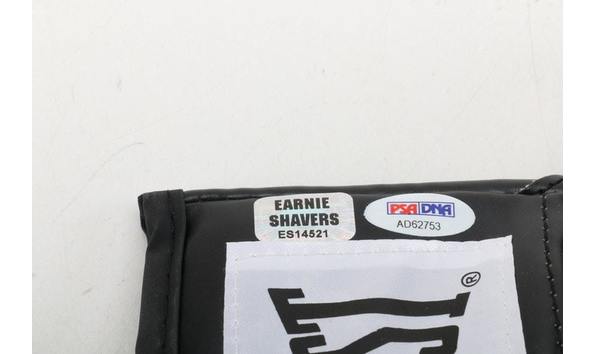 EARNIE
SHAVERS
ES14521
PSA DNA
AD62753
®